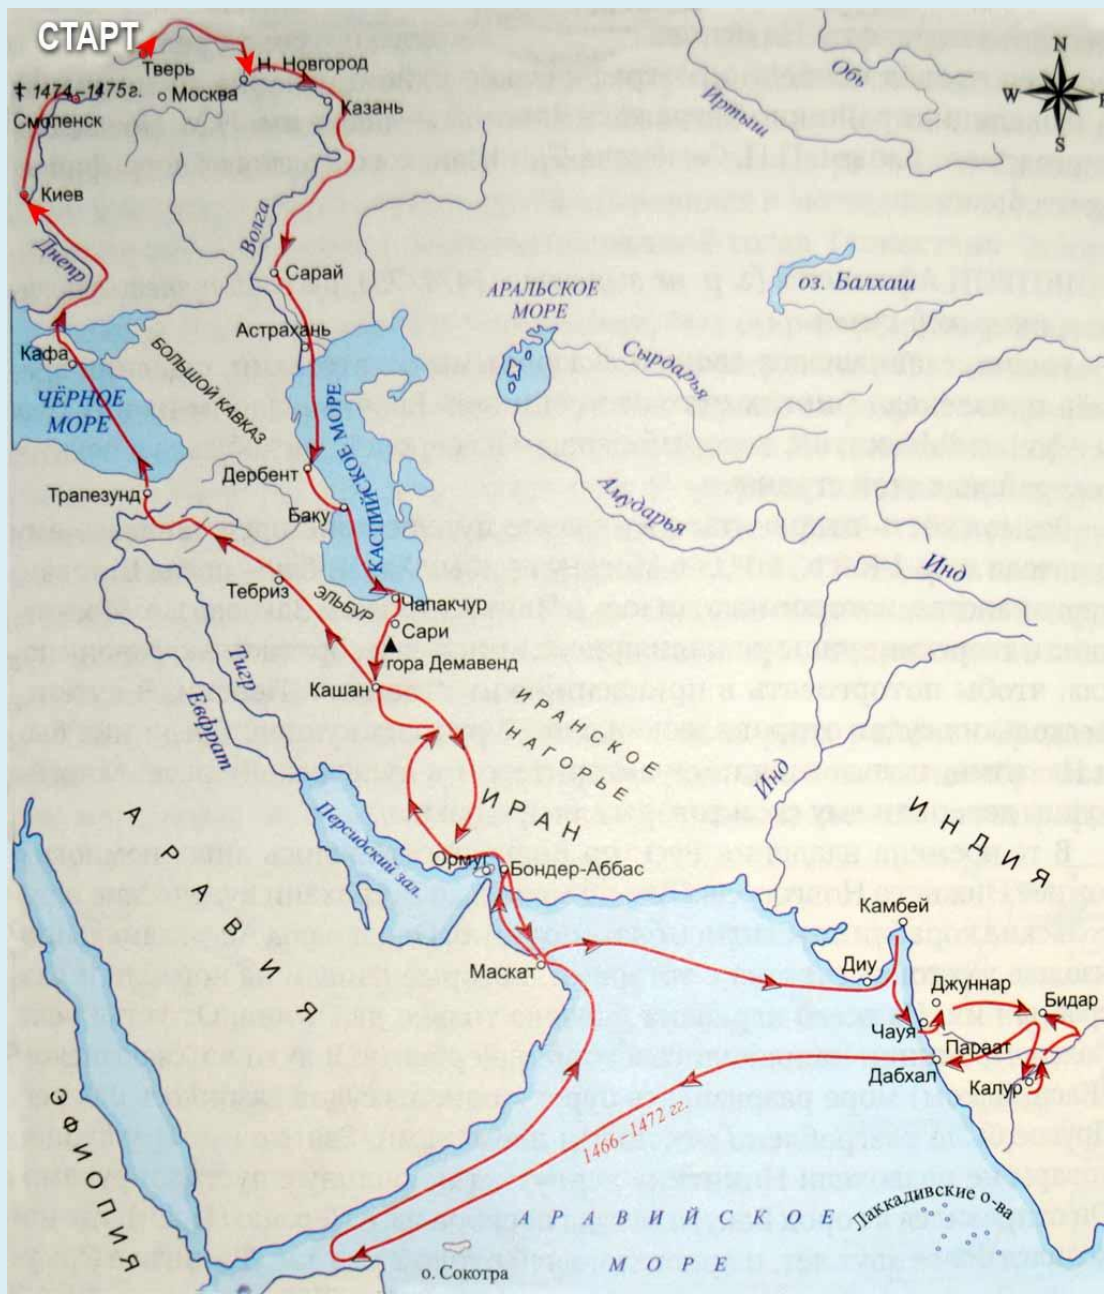 СТАРТ
Тверь
Н. Новгород
Обь
Иртыш
N
W
S
† 1474–1475г.
Москва
Казань
Смоленск
Киев
Волга
Днепр
Сарай
оз. Балхаш
АРАЛЬСКОЕ
МОРЕ
Астрахань
Кафа
БОЛЬШОЙ КАВКАЗ
Сырдарья
ЧЁРНОЕ
МОРЕ
КАСПИЙСКОЕ МОРЕ
Дербент
Трапезунд
Баку
Амударья
Инд
Тебриз
ЭЛЬБУР
Чапакчур
Сари
гора Демавенд
Кашан
Тигр
Евфрат
ИРАНСКОЕ
НАГОРЬЕ
Инд
ИРАН
ИНДИЯ
АРАВИЯ
Персидский зал.
Ормуг
Бондер-Аббас
Камбей
Маскат
Диу
Джуннар
Бидар
Чауя
Параат
Дабхал
Калур
1466–1472 гг.
ЭФИОПИЯ
Лаккадивские о-ва
АРАВИЙСКОЕ
МОРЕ
о. Сокотра